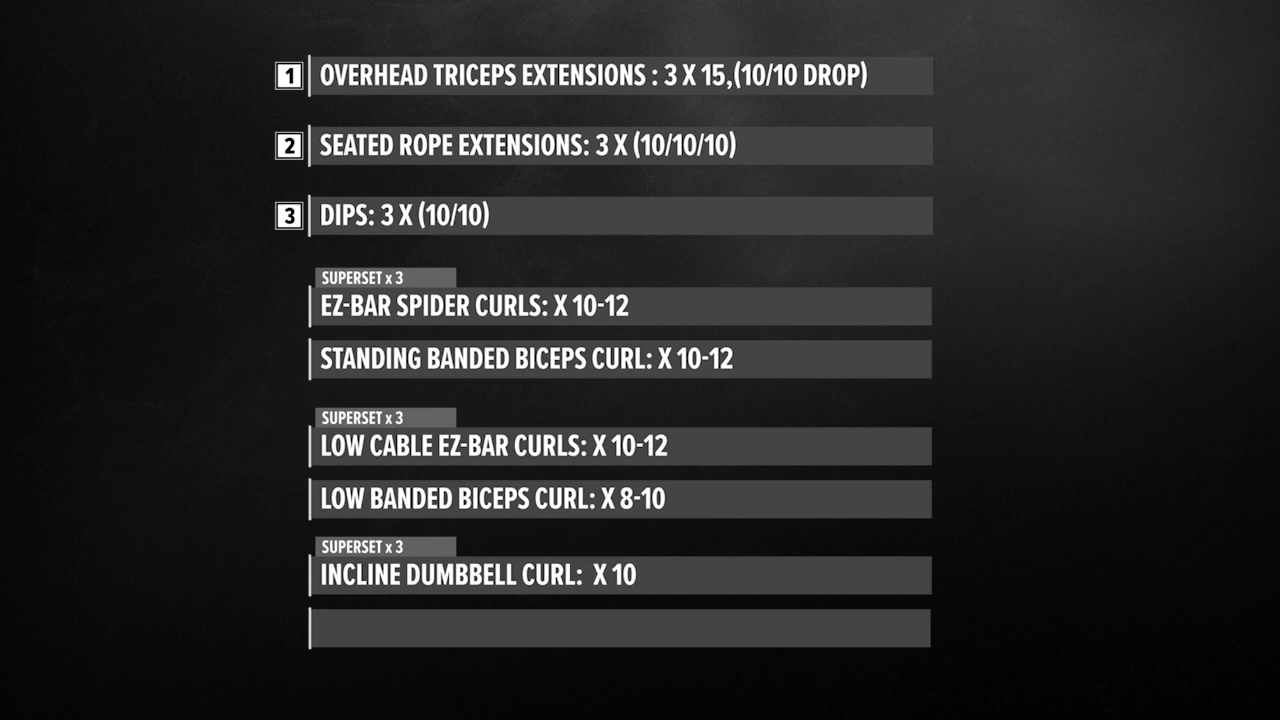 1 OVERHEAD TRICEPS EXTENSIONS : 3 X 15,(10/10 DROP)
2 SEATED ROPE EXTENSIONS: 3 X (10/10/10)
3 DIPS: 3 X (10/10)
SUPERSET x 3
EZ-BAR SPIDER CURLS: X 10-12
STANDING BANDED BICEPS CURL: X 10-12
SUPERSET x 3
LOW CABLE EZ-BAR CURLS: X 10-12
LOW BANDED BICEPS CURL: X 8-10
SUPERSET x 3
INCLINE DUMBBELL CURL: X 10